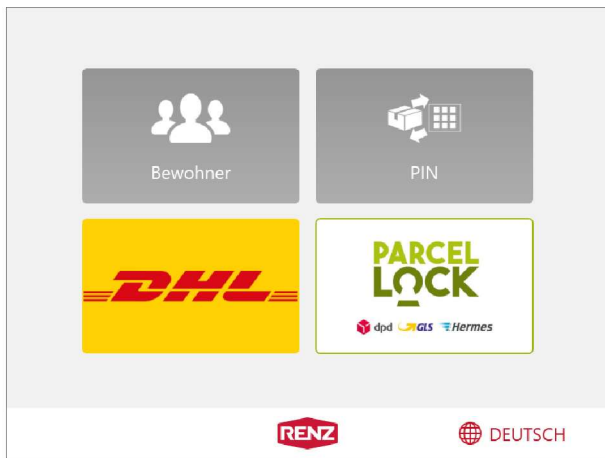 Bewohner
PIN
DHL
PARCEL
LOCK
dpd GLS Hermes
RENZ
DEUTSCH